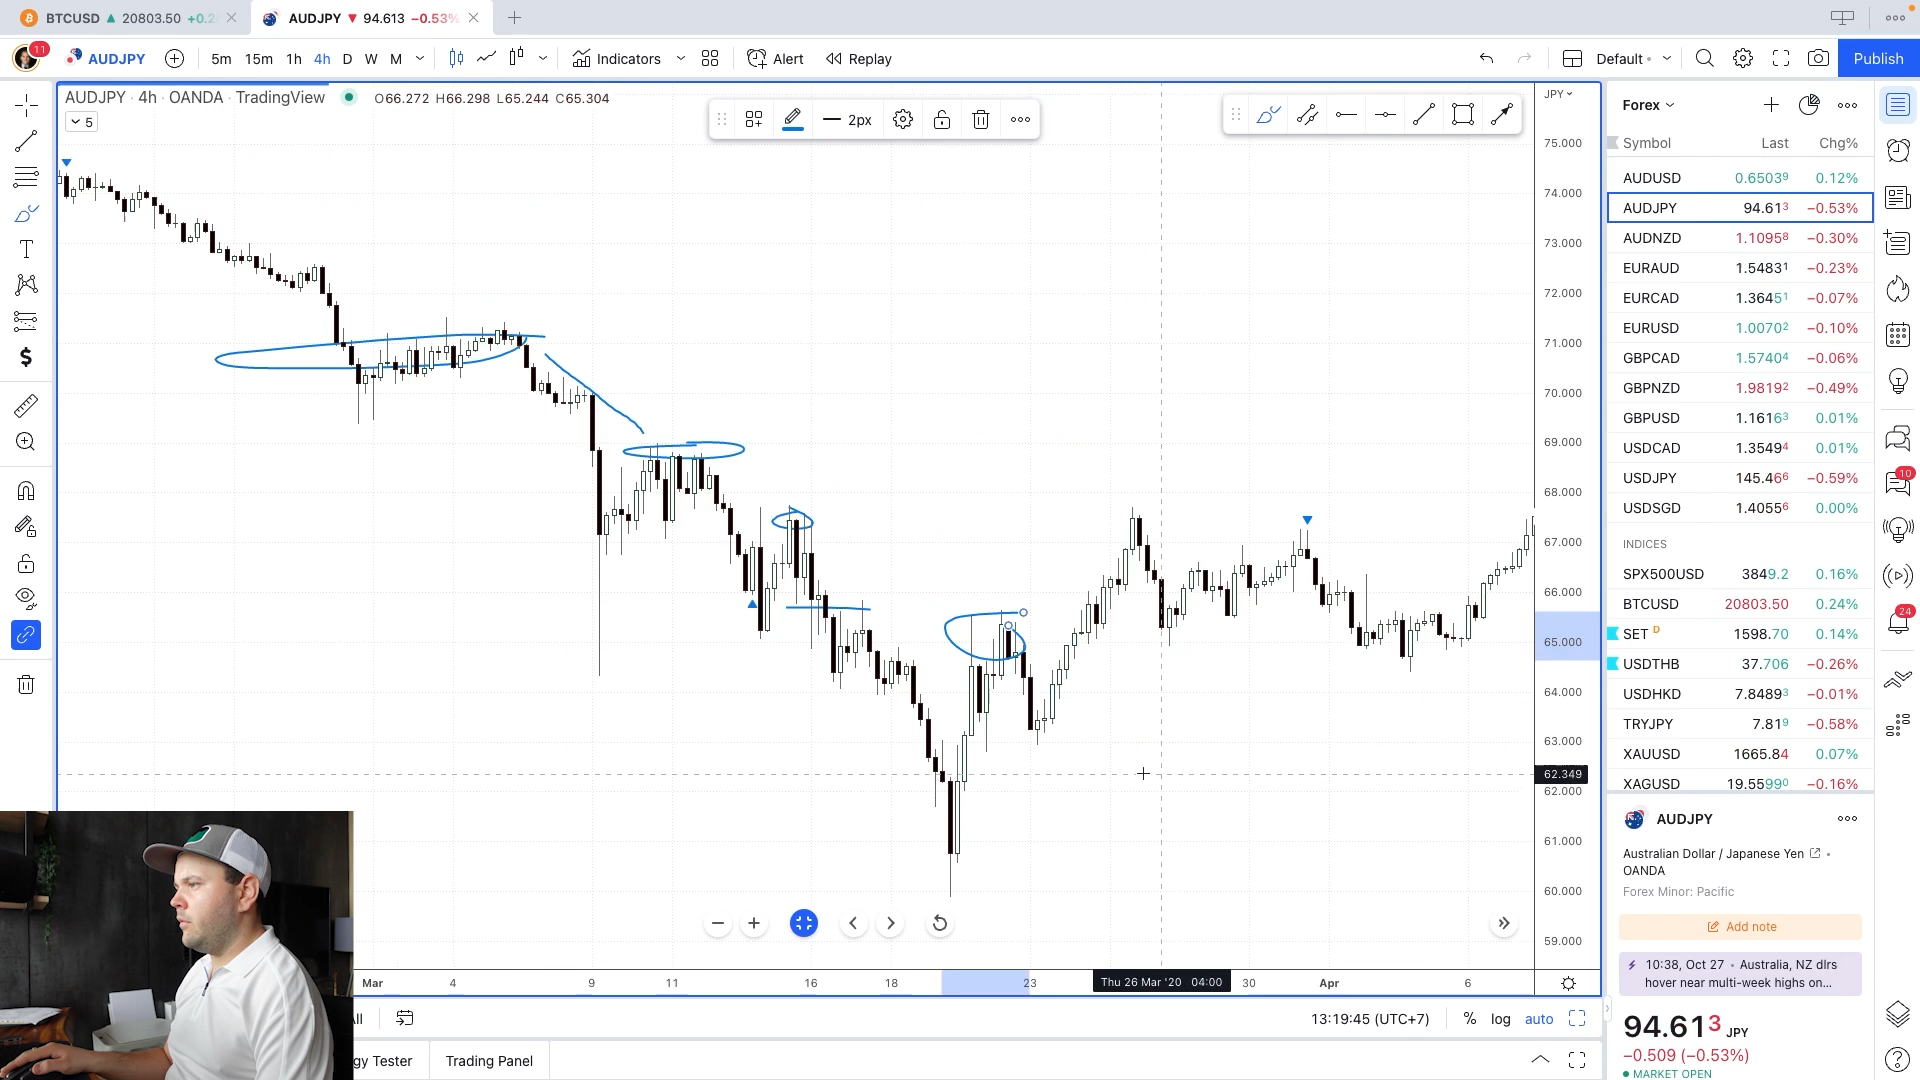 BTCUSD ▲ 20803.50 +0.2
AUDJPY ▼ 94.613 −0.53%
11
AUDJPY
5m 15m 1h 4h D W M
Indicators
Alert
Replay
Default
Publish
AUDJPY · 4h · OANDA · TradingView
O66.272 H66.298 L65.244 C65.304
5
2px
JPY
75.000
74.000
73.000
72.000
71.000
70.000
69.000
68.000
67.000
66.000
65.000
64.000
63.000
62.349
62.000
61.000
60.000
59.000
Mar 4 9 11 16 18 23 Thu 26 Mar '20 04:00 30 Apr 6
13:19:45 (UTC+7) % log auto
gy Tester
Trading Panel
Forex
Symbol Last Chg%
AUDUSD 0.65039 0.12%
AUDJPY 94.613 −0.53%
AUDNZD 1.10958 −0.30%
EURAUD 1.54831 −0.23%
EURCAD 1.36451 −0.07%
EURUSD 1.00702 −0.10%
GBPCAD 1.57404 −0.06%
GBPNZD 1.98192 −0.49%
GBPUSD 1.16163 0.01%
USDCAD 1.35494 0.01%
USDJPY 145.466 −0.59%
USDSGD 1.40556 0.00%
INDICES
SPX500USD 3849.2 0.16%
BTCUSD 20803.50 0.24%
SET D 1598.70 0.14%
USDTHB 37.706 −0.26%
USDHKD 7.84893 −0.01%
TRYJPY 7.819 −0.58%
XAUUSD 1665.84 0.07%
XAGUSD 19.55990 −0.16%
AUDJPY
Australian Dollar / Japanese Yen •
OANDA
Forex Minor: Pacific
Add note
10:38, Oct 27 • Australia, NZ dlrs
hover near multi-week highs on...
94.613 JPY
−0.509 (−0.53%)
MARKET OPEN
10
24